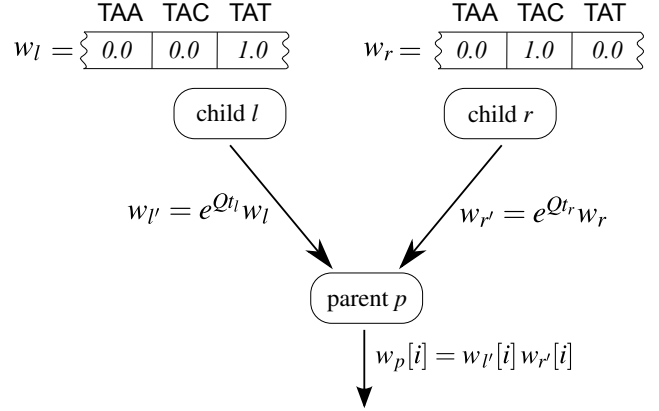 TAA TAC TAT TAA TAC TAT
w_l = 0.0 0.0 1.0 w_r = 0.0 1.0 0.0
child l child r
w_{l'} = e^{Qt_l} w_l w_{r'} = e^{Qt_r} w_r
parent p
w_p[i] = w_{l'}[i] w_{r'}[i]